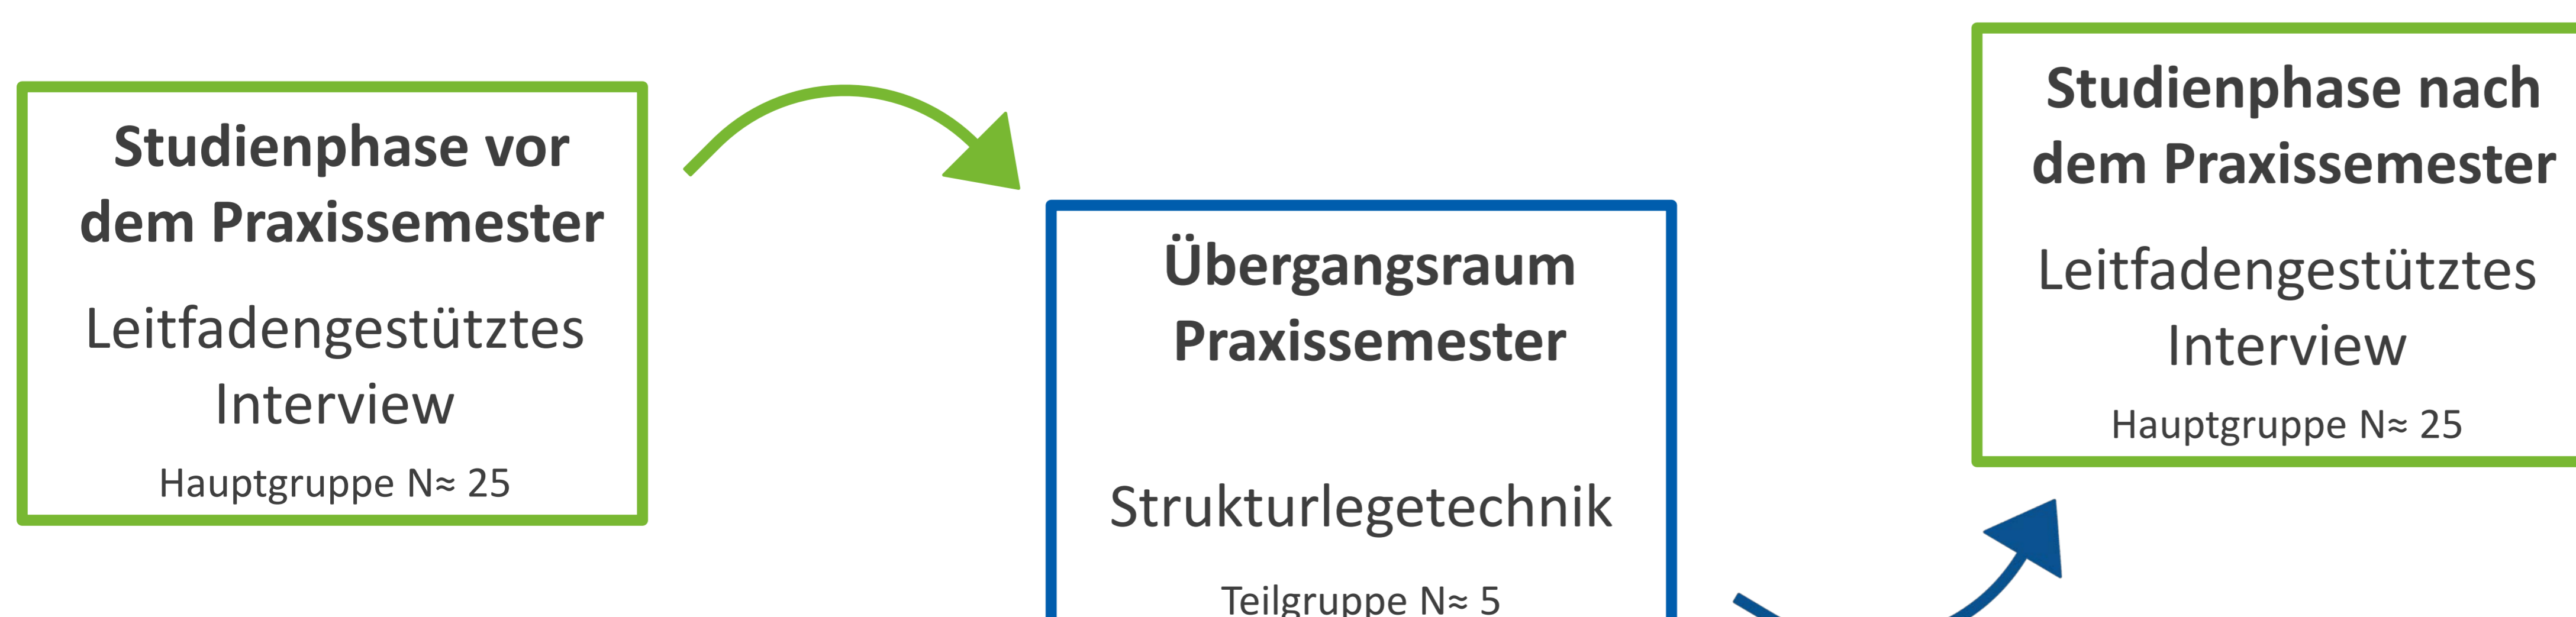 Studienphase vor
dem Praxissemester
Leitfadengestütztes
Interview
Hauptgruppe N≈ 25
Übergangsraum
Praxissemester
Strukturlegetechnik
Teilgruppe N≈ 5
Studienphase nach
dem Praxissemester
Leitfadengestütztes
Interview
Hauptgruppe N≈ 25